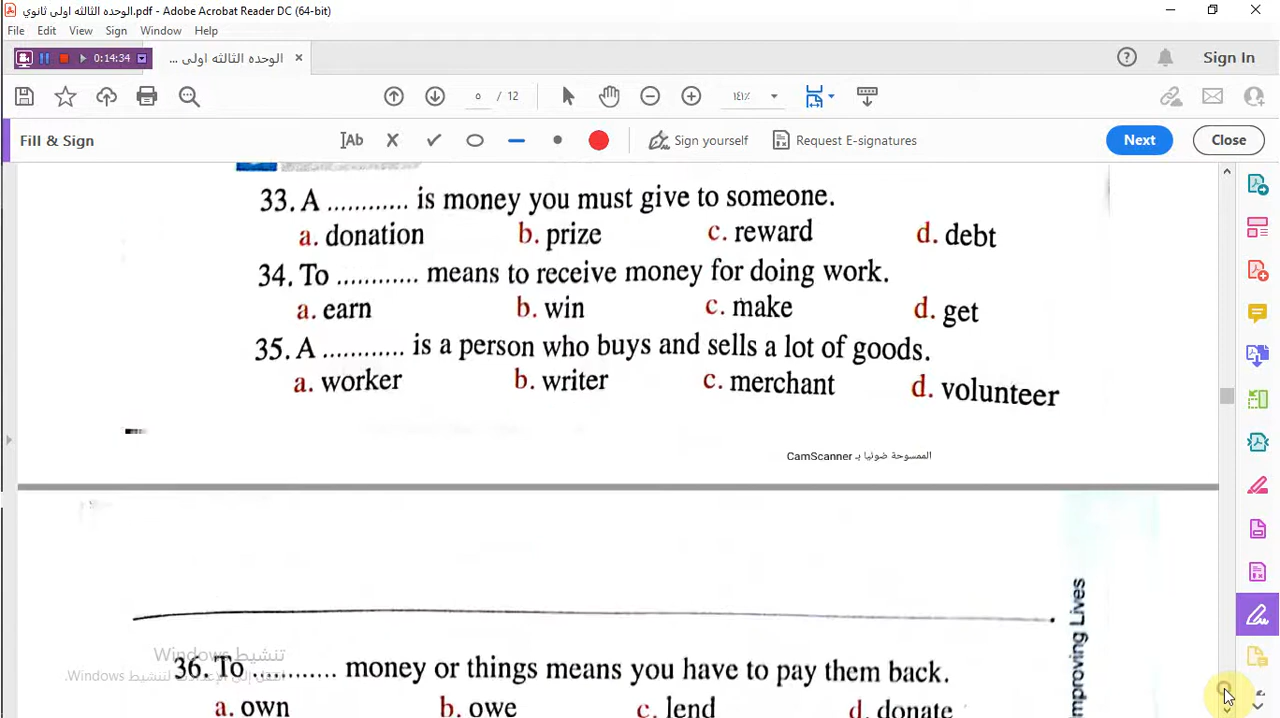 الوحده الثالثه اولى ثانوي.pdf - Adobe Acrobat Reader DC (64-bit)
File Edit View Sign Window Help
0:14:34 الوحده الثالثه اولى ... × Sign In
٥ / 12 ١٤١٪
Fill & Sign Ab Sign yourself Request E-signatures Next Close
33. A ............ is money you must give to someone.
a. donation b. prize c. reward d. debt
34. To ............ means to receive money for doing work.
a. earn b. win c. make d. get
35. A ............ is a person who buys and sells a lot of goods.
a. worker b. writer c. merchant d. volunteer
الممسوحة ضوئيا بـ CamScanner
mproving Lives
تنشيط Windows
36. To ............ money or things means you have to pay them back.
a. own b. owe c. lend d. donate